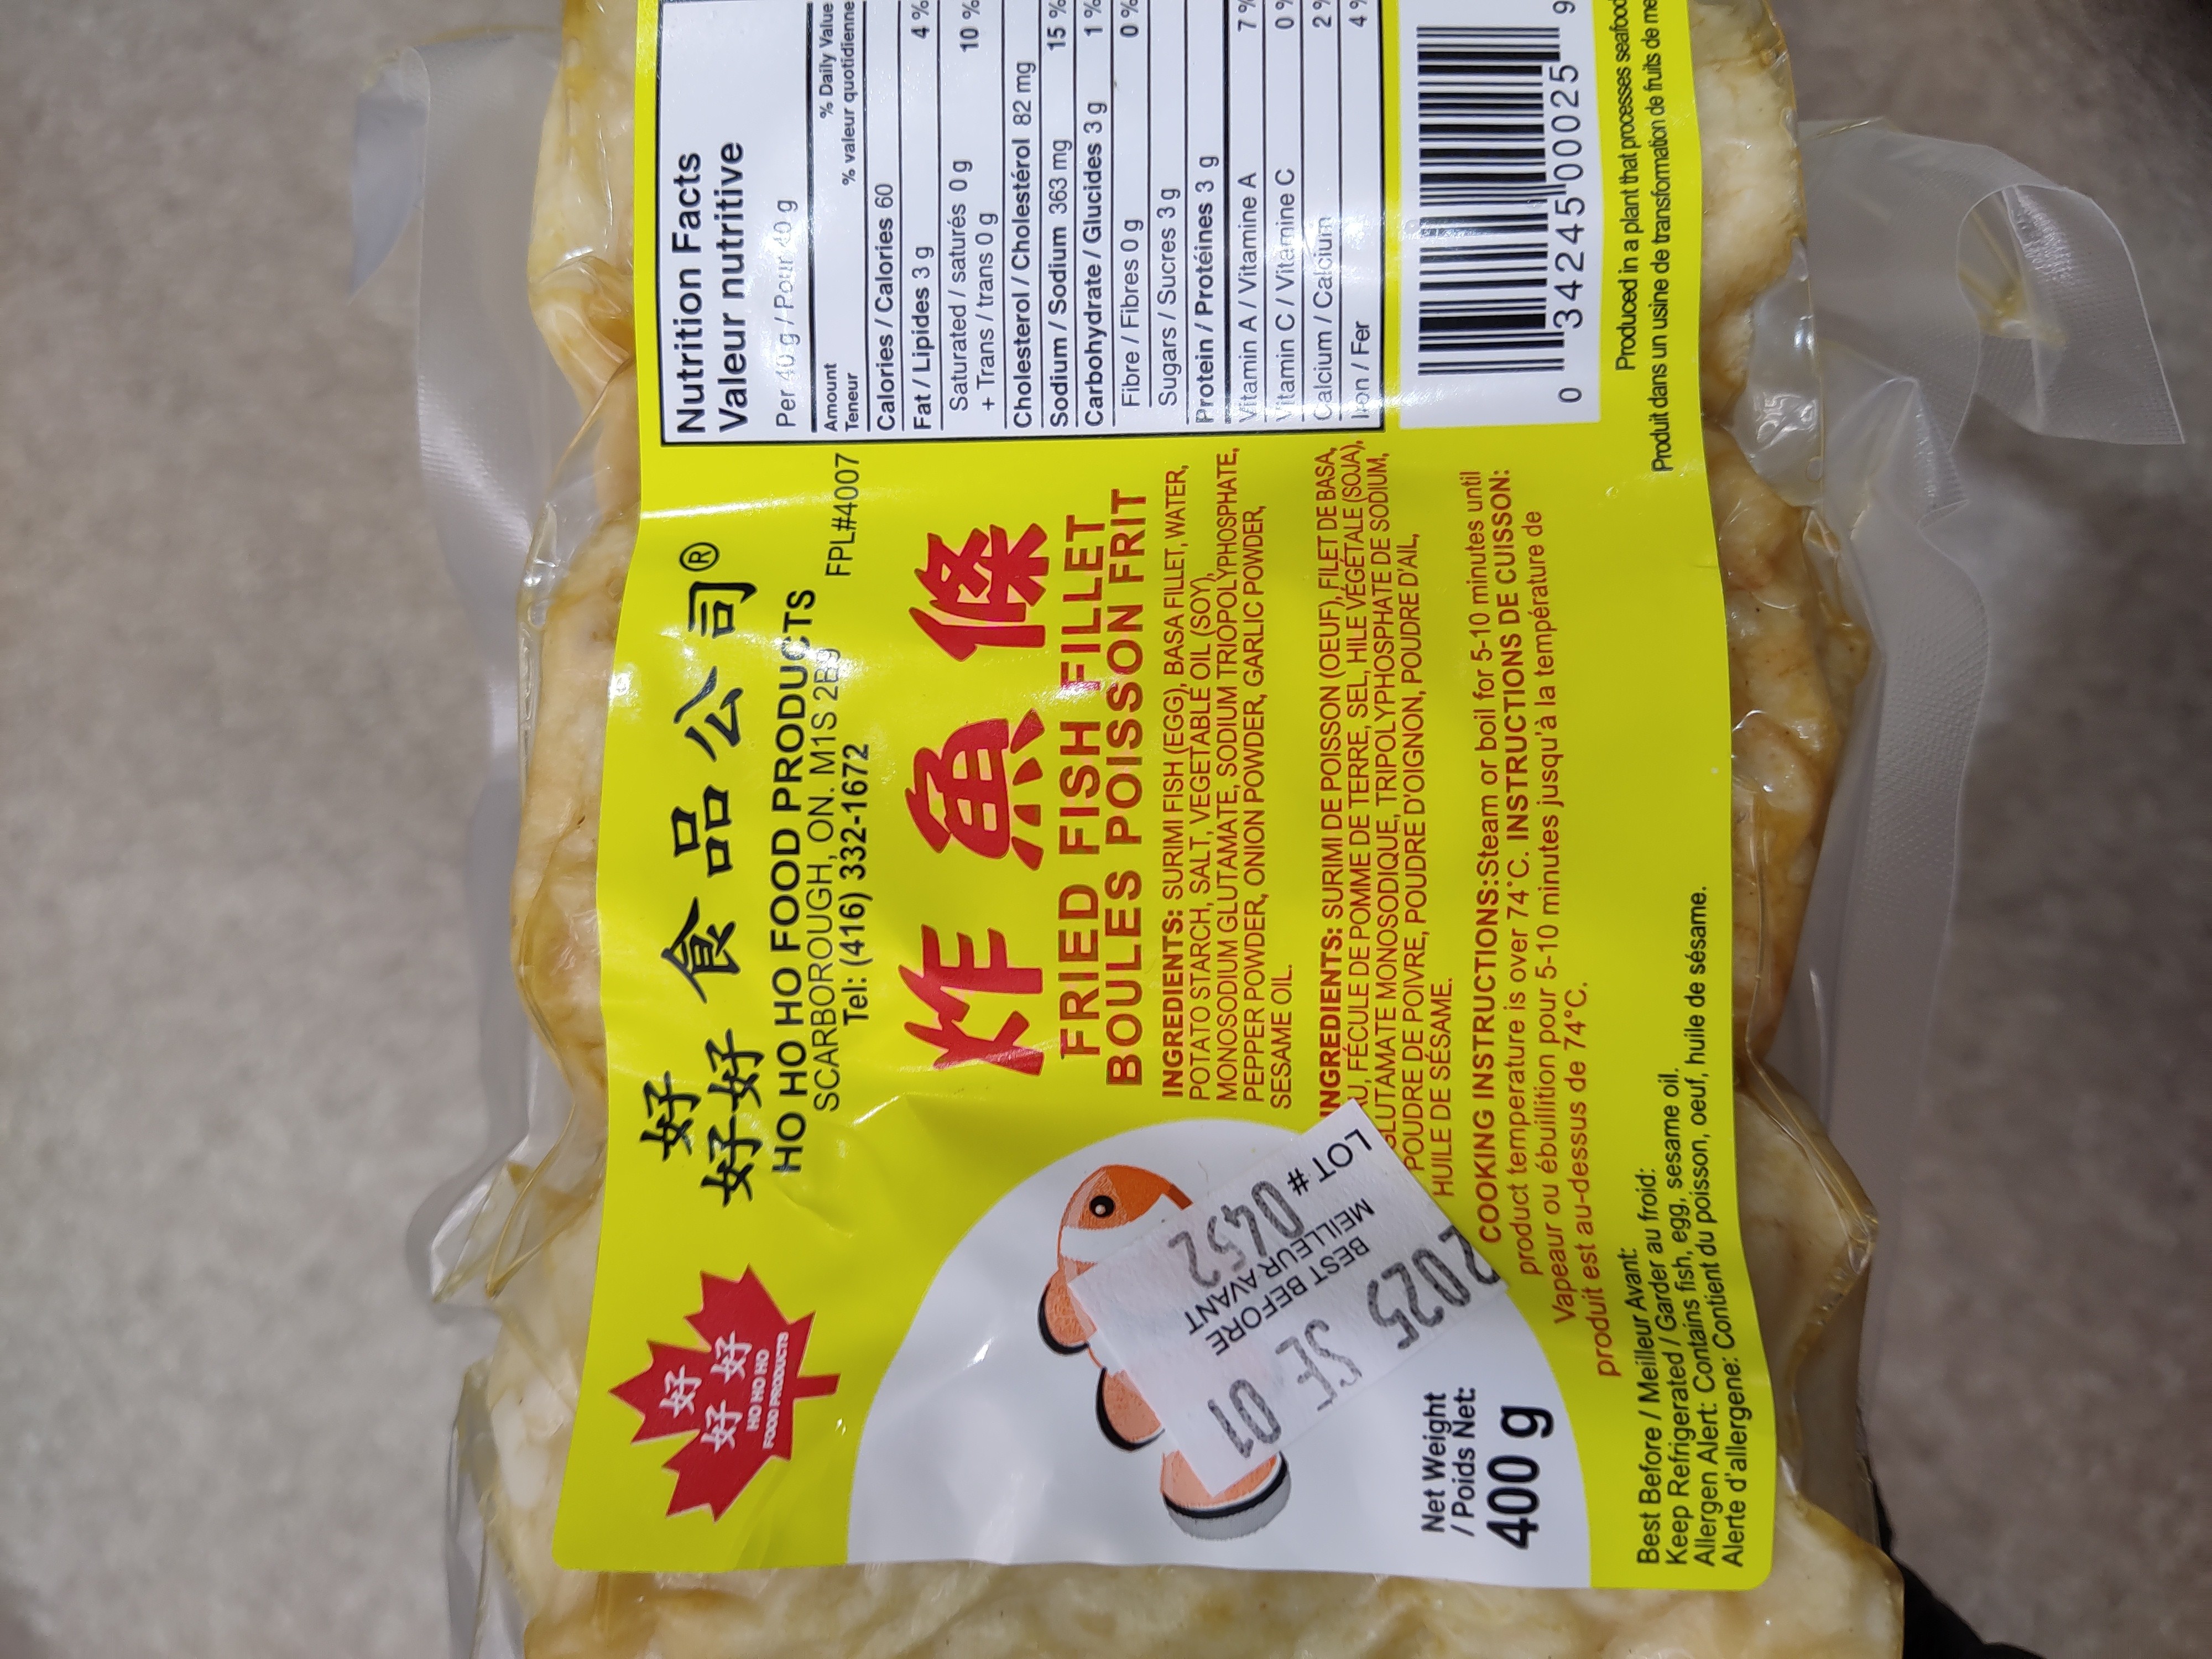 好
好好
HO HO HO
FOOD PRODUCTS
好
好好 食品公司®
HO HO HO FOOD PRODUCTS
SCARBOROUGH, ON. M1S 2B9 FPL#4007
Tel: (416) 332-1672
炸魚條
FRIED FISH FILLET
BOULES POISSON FRIT
INGREDIENTS: SURIMI FISH (EGG), BASA FILLET, WATER,
POTATO STARCH, SALT, VEGETABLE OIL (SOY),
MONOSODIUM GLUTAMATE, SODIUM TRIOPOLYPHOSPHATE,
PEPPER POWDER, ONION POWDER, GARLIC POWDER,
SESAME OIL.
INGREDIENTS: SURIMI DE POISSON (OEUF), FILET DE BASA,
AU, FÉCULE DE POMME DE TERRE, SEL, HILE VÉGÉTALE (SOJA),
GLUTAMATE MONOSODIQUE, TRIPOLYPHOSPHATE DE SODIUM,
POUDRE DE POIVRE, POUDRE D'OIGNON, POUDRE D'AIL,
HUILE DE SÉSAME.
COOKING INSTRUCTIONS:Steam or boil for 5-10 minutes until
product temperature is over 74°C. INSTRUCTIONS DE CUISSON:
Vapeaur ou ébuillition pour 5-10 minutes jusqu'à la température de
produit est au-dessus de 74°C.
LOT # 0452
BEST BEFORE
MEILLEUR AVANT
2025 SE 01
Net Weight
/ Poids Net:
400 g
Best Before / Meilleur Avant:
Keep Refrigerated / Garder au froid:
Allergen Alert: Contains fish, egg, sesame oil.
Alerte d'allergene: Contient du poisson, oeuf, huile de sésame.
Nutrition Facts
Valeur nutritive
Per 40 g / Pour 40 g
Amount % Daily Value
Teneur % valeur quotidienne
Calories / Calories 60
Fat / Lipides 3 g 4 %
Saturated / saturés 0 g 10 %
+ Trans / trans 0 g
Cholesterol / Cholestérol 82 mg
Sodium / Sodium 363 mg 15 %
Carbohydrate / Glucides 3 g 1 %
Fibre / Fibres 0 g 0 %
Sugars / Sucres 3 g
Protein / Protéines 3 g
Vitamin A / Vitamine A 7 %
Vitamin C / Vitamine C 0 %
Calcium / Calcium 2 %
Iron / Fer 4 %
0 34245 00025 9
Produced in a plant that processes seafood
Produit dans un usine de transformation de fruits de me